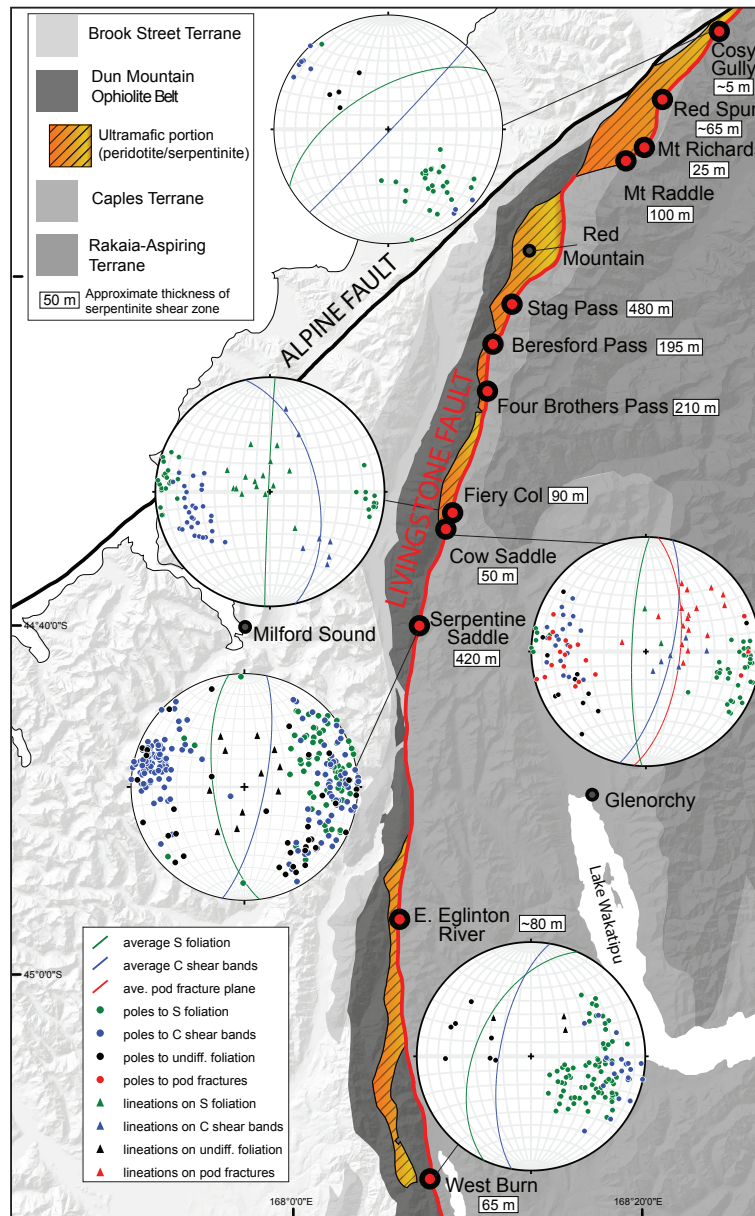 Brook Street Terrane
Dun Mountain
Ophiolite Belt
Ultramafic portion
(peridotite/serpentinite)
Caples Terrane
Rakaia-Aspiring
Terrane
50 m
Approximate thickness of
serpentinite shear zone
Cosy
Gully
~5 m
Red Spur
~65 m
Mt Richard
25 m
Mt Raddle
100 m
Red
Mountain
ALPINE FAULT
Stag Pass
480 m
Beresford Pass
195 m
Four Brothers Pass
210 m
LIVINGSTONE FAULT
Fiery Col
90 m
Cow Saddle
50 m
44°40'0"S
Milford Sound
Serpentine
Saddle
420 m
Glenorchy
Lake Wakatipu
E. Eglinton
River
~80 m
average S foliation
average C shear bands
ave. pod fracture plane
poles to S foliation
poles to C shear bands
poles to undiff. foliation
poles to pod fractures
lineations on S foliation
lineations on C shear bands
lineations on undiff. foliation
lineations on pod fractures
45°0'0"S
West Burn
65 m
168°0'0"E
168°20'0"E